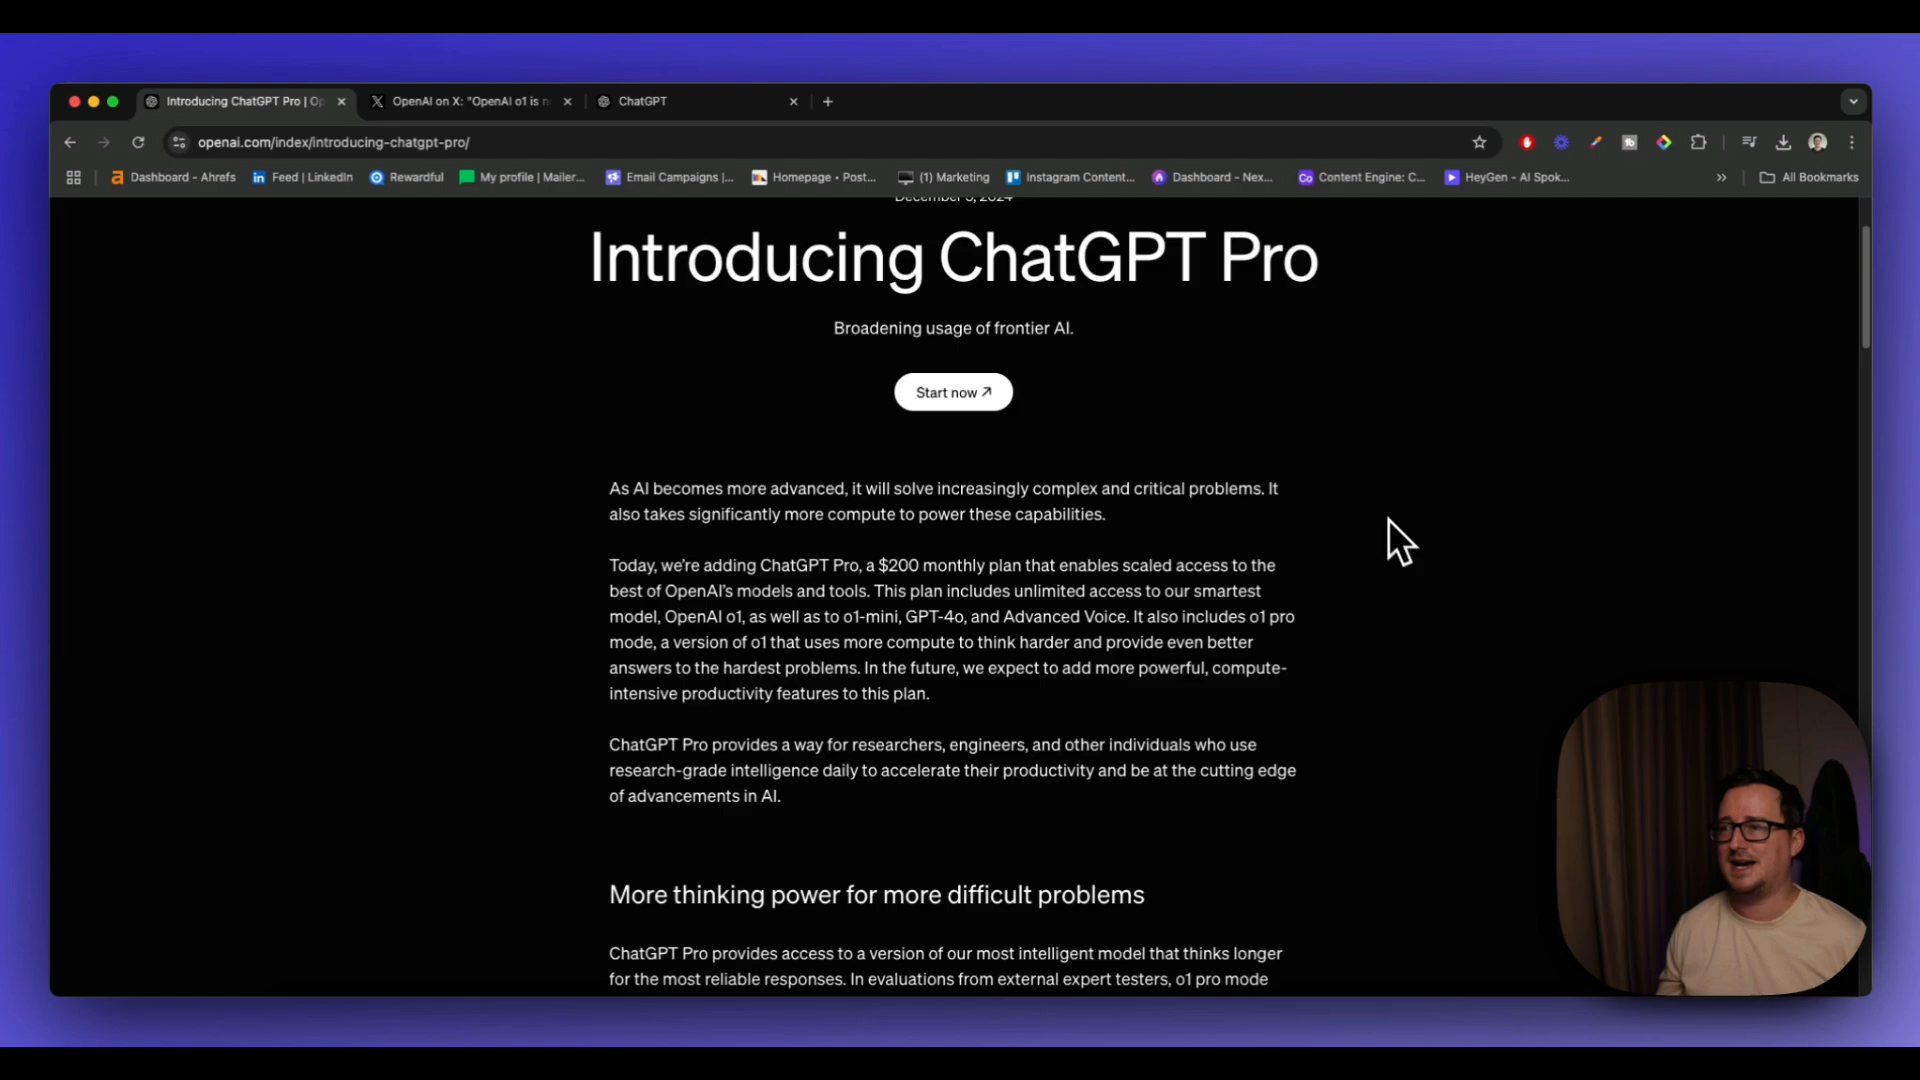 Introducing ChatGPT Pro | Op
OpenAI on X: "OpenAI o1 is n
ChatGPT
openai.com/index/introducing-chatgpt-pro/
Dashboard - Ahrefs
Feed | LinkedIn
Rewardful
My profile | Mailer...
Email Campaigns |...
Homepage • Post...
(1) Marketing
Instagram Content...
Dashboard - Nex...
Content Engine: C...
HeyGen - AI Spok...
All Bookmarks
December 5, 2024
Introducing ChatGPT Pro
Broadening usage of frontier AI.
Start now ↗
As AI becomes more advanced, it will solve increasingly complex and critical problems. It
also takes significantly more compute to power these capabilities.
Today, we're adding ChatGPT Pro, a $200 monthly plan that enables scaled access to the
best of OpenAI's models and tools. This plan includes unlimited access to our smartest
model, OpenAI o1, as well as to o1-mini, GPT-4o, and Advanced Voice. It also includes o1 pro
mode, a version of o1 that uses more compute to think harder and provide even better
answers to the hardest problems. In the future, we expect to add more powerful, compute-
intensive productivity features to this plan.
ChatGPT Pro provides a way for researchers, engineers, and other individuals who use
research-grade intelligence daily to accelerate their productivity and be at the cutting edge
of advancements in AI.
More thinking power for more difficult problems
ChatGPT Pro provides access to a version of our most intelligent model that thinks longer
for the most reliable responses. In evaluations from external expert testers, o1 pro mode